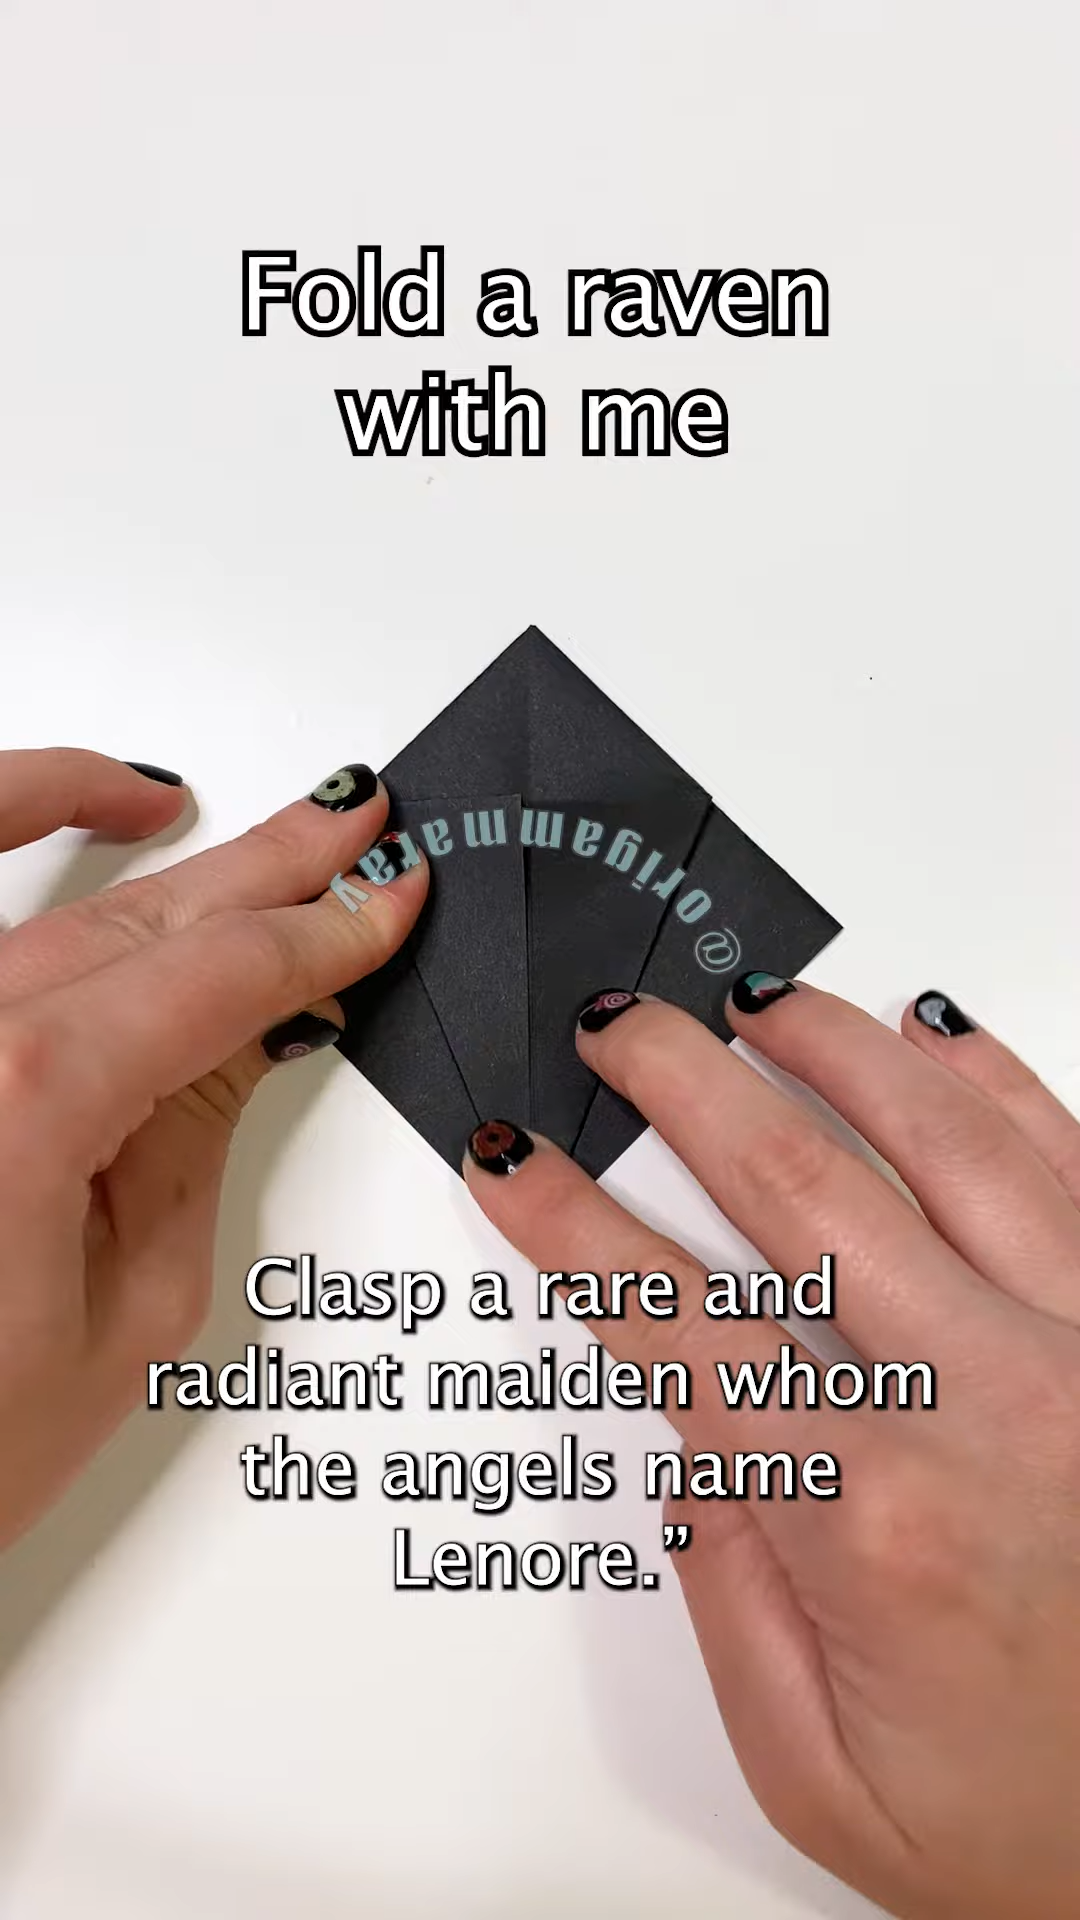 Fold a raven
with me
@origammaray
Clasp a rare and
radiant maiden whom
the angels name
Lenore.”